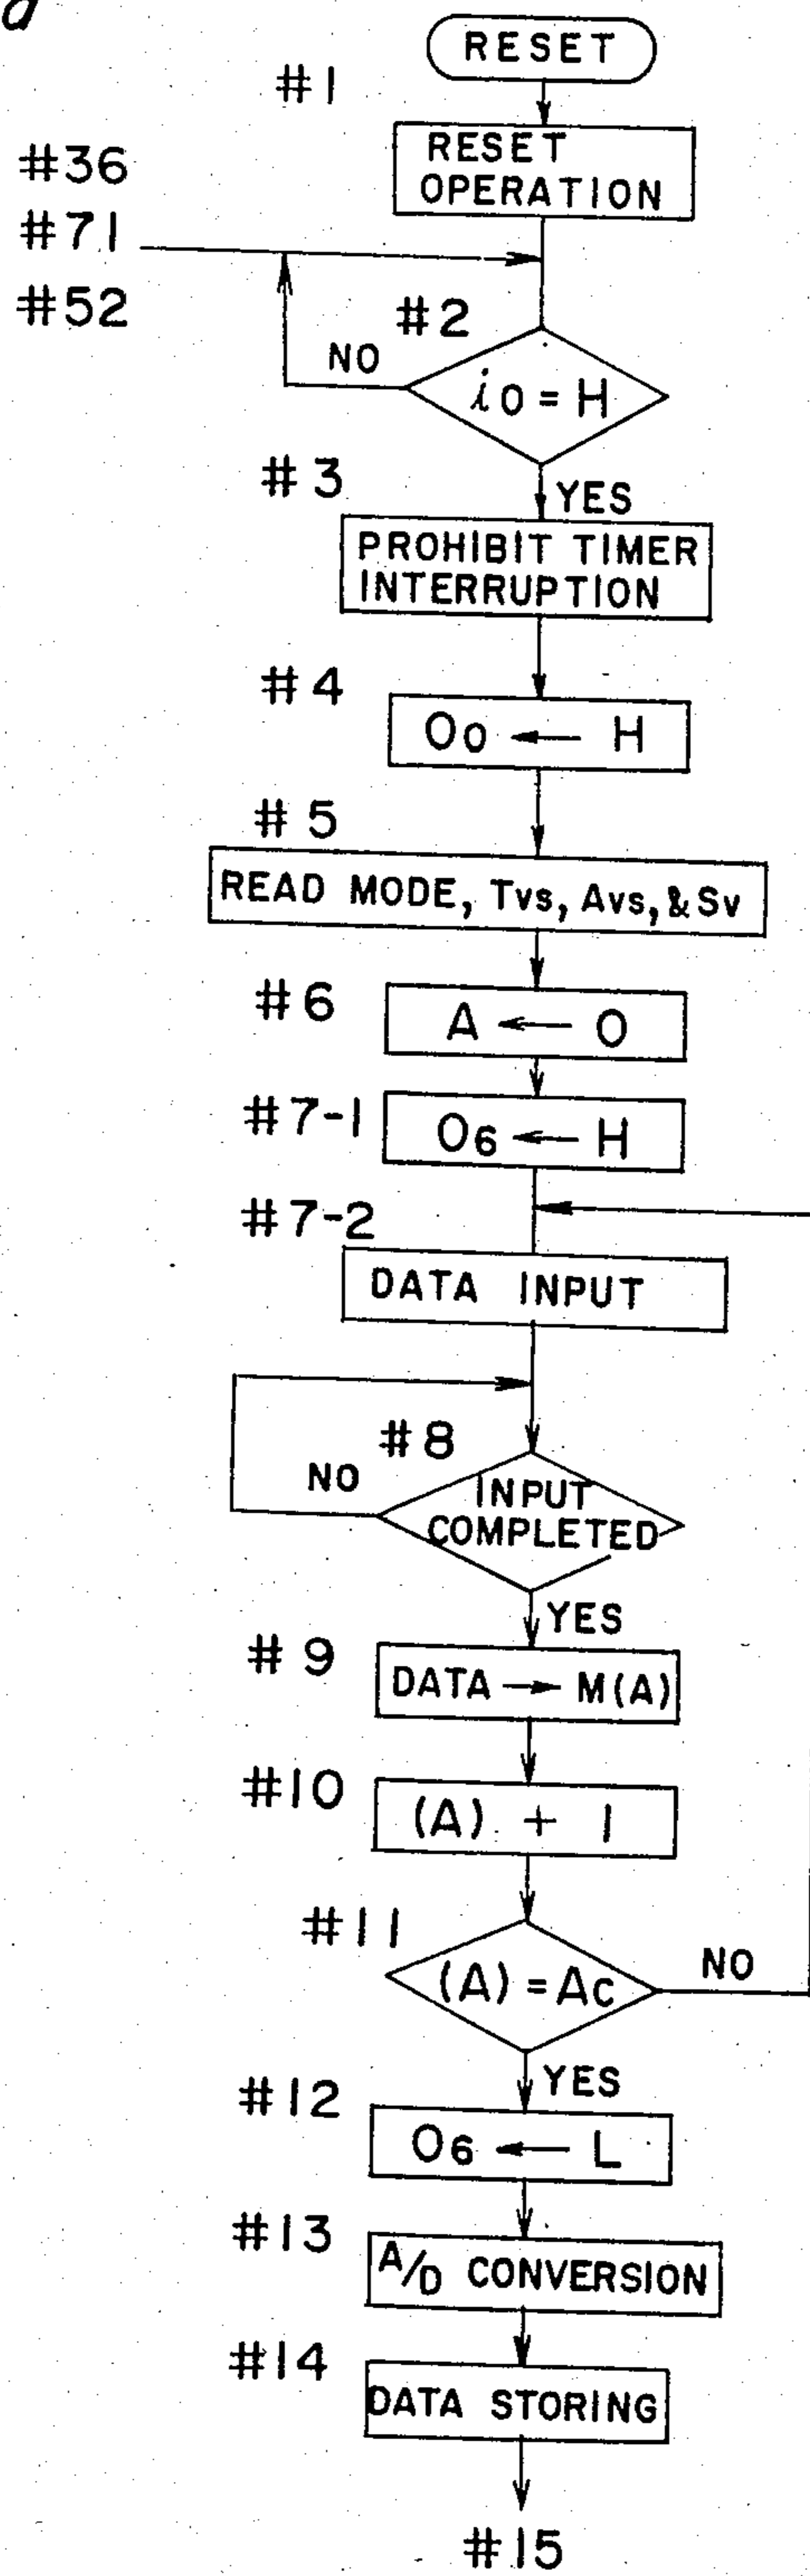 a
RESET
#1
RESET
OPERATION
#36
#71
#52
#2
NO
i0 = H
#3
YES
PROHIBIT TIMER
INTERRUPTION
#4
O0 ← H
#5
READ MODE, Tvs, Avs, & Sv
#6
A ← 0
#7-1
O6 ← H
#7-2
DATA INPUT
#8
NO
INPUT
COMPLETED
YES
#9
DATA → M(A)
#10
(A) + 1
#11
(A) = Ac
NO
YES
#12
O6 ← L
#13
A/D CONVERSION
#14
DATA STORING
#15